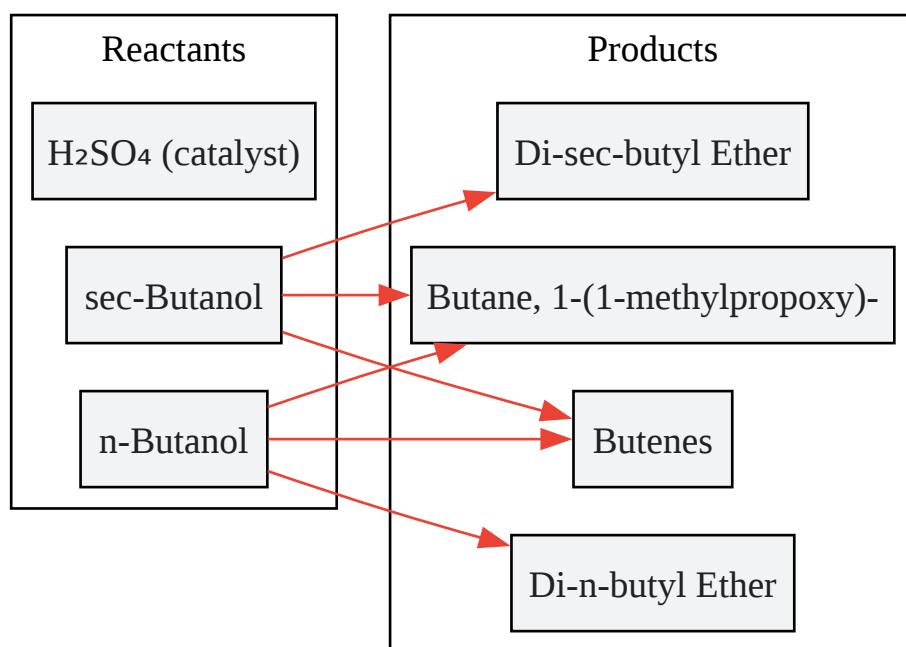 Reactants
H₂SO₄ (catalyst)
sec-Butanol
n-Butanol
Products
Di-sec-butyl Ether
Butane, 1-(1-methylpropoxy)-
Butenes
Di-n-butyl Ether